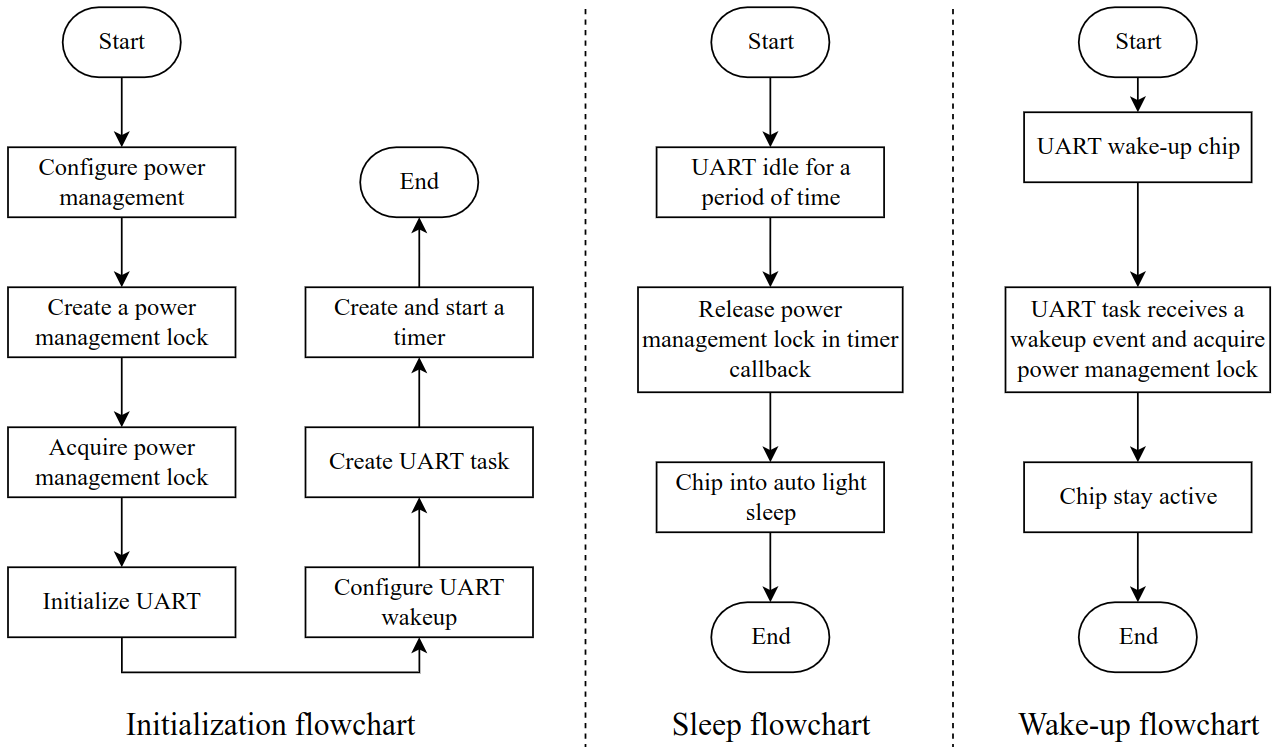 Start
Configure power
management
Create a power
management lock
Acquire power
management lock
Initialize UART
Configure UART
wakeup
Create UART task
Create and start a
timer
End
Initialization flowchart
Start
UART idle for a
period of time
Release power
management lock in timer
callback
Chip into auto light
sleep
End
Sleep flowchart
Start
UART wake-up chip
UART task receives a
wakeup event and acquire
power management lock
Chip stay active
End
Wake-up flowchart